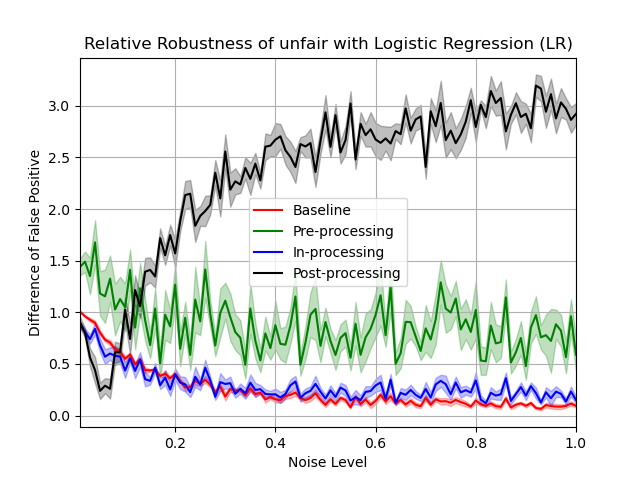 Relative Robustness of unfair with Logistic Regression (LR)
Difference of False Positive
3.0
2.5
2.0
1.5
1.0
0.5
0.0
Baseline
Pre-processing
In-processing
Post-processing
0.2 0.4 0.6 0.8 1.0
Noise Level